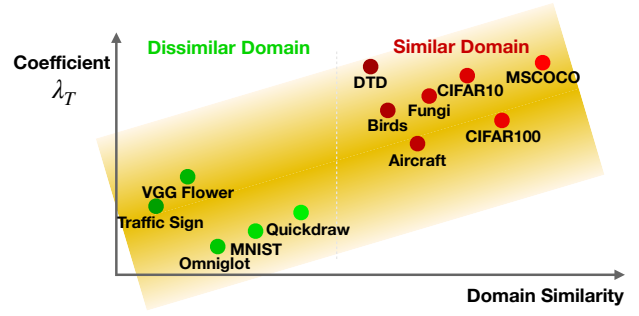 Dissimilar Domain
Similar Domain
Coefficient
λ_T
DTD
CIFAR10
MSCOCO
Birds
Fungi
CIFAR100
Aircraft
VGG Flower
Traffic Sign
Quickdraw
MNIST
Omniglot
Domain Similarity